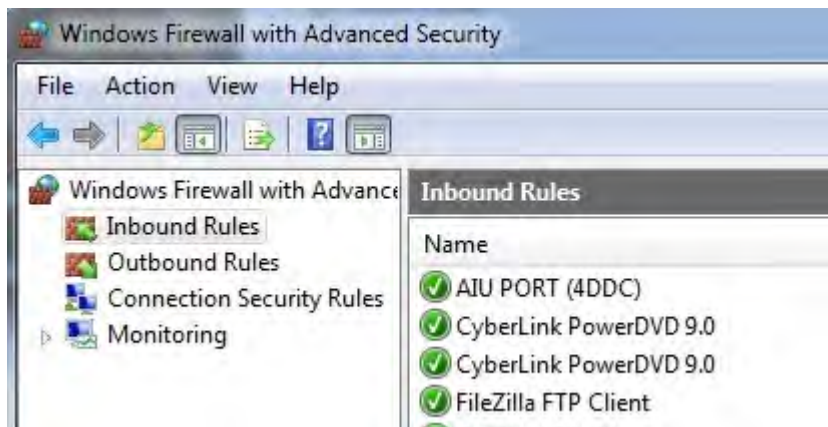 Windows Firewall with Advanced Security
File Action View Help
Windows Firewall with Advance
Inbound Rules
Outbound Rules
Connection Security Rules
Monitoring
Inbound Rules
Name
AIU PORT (4DDC)
CyberLink PowerDVD 9.0
CyberLink PowerDVD 9.0
FileZilla FTP Client